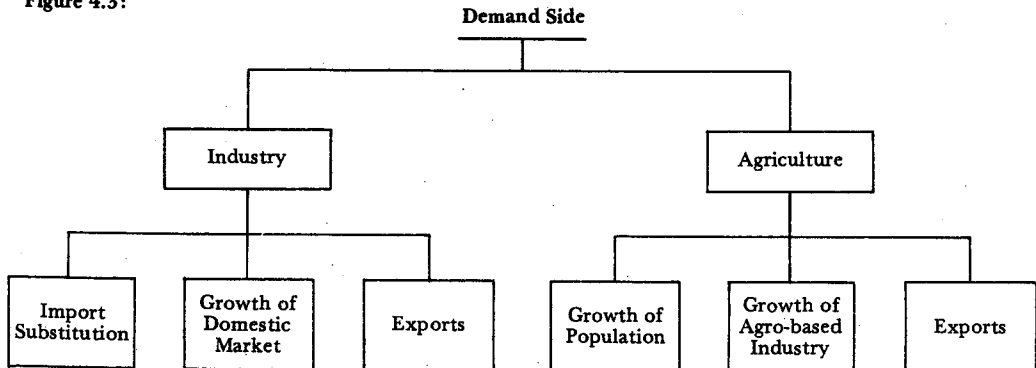 Figure 4.3:
Demand Side
Industry
Agriculture
Import
Substitution
Growth of
Domestic
Market
Exports
Growth of
Population
Growth of
Agro-based
Industry
Exports